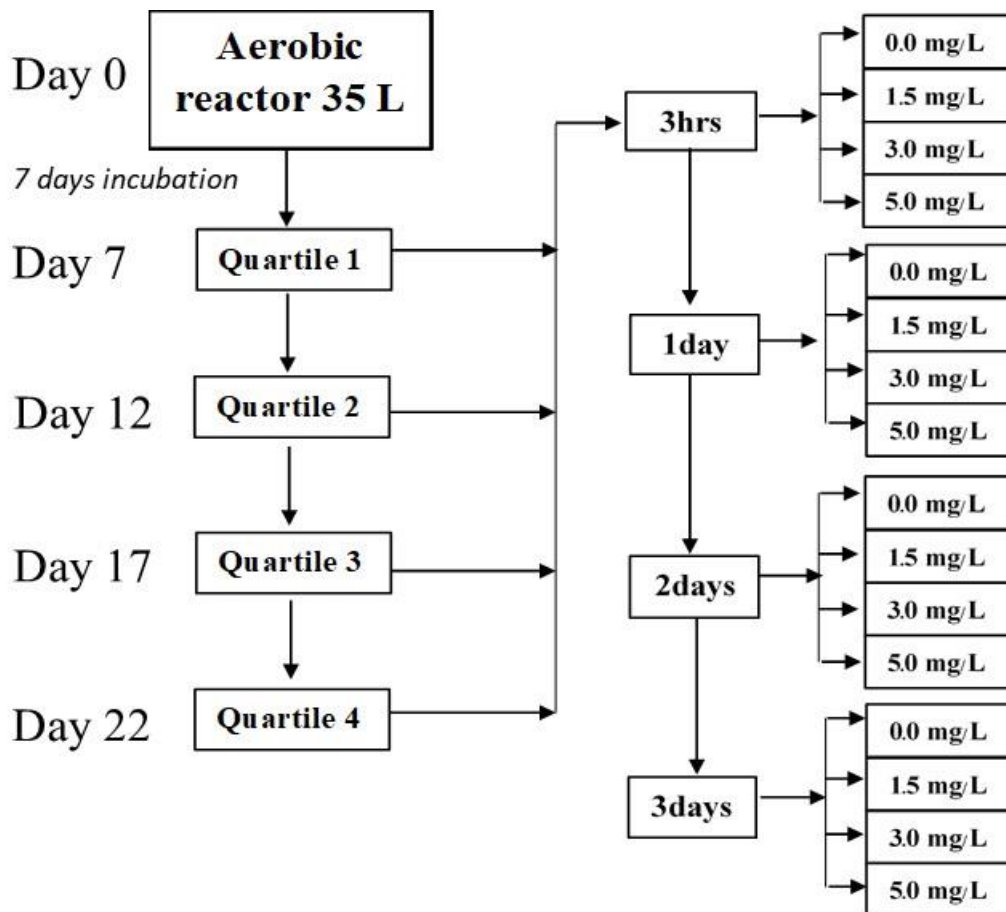 Day 0
Aerobic
reactor 35 L
7 days incubation
Day 7
Quartile 1
Day 12
Quartile 2
Day 17
Quartile 3
Day 22
Quartile 4
3hrs
0.0 mg/L
1.5 mg/L
3.0 mg/L
5.0 mg/L
1day
0.0 mg/L
1.5 mg/L
3.0 mg/L
5.0 mg/L
2days
0.0 mg/L
1.5 mg/L
3.0 mg/L
5.0 mg/L
3days
0.0 mg/L
1.5 mg/L
3.0 mg/L
5.0 mg/L